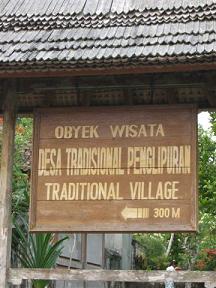 OBYEK WISATA
DESA TRADISIONAL PENGLIPURAN
TRADITIONAL VILLAGE
300 M